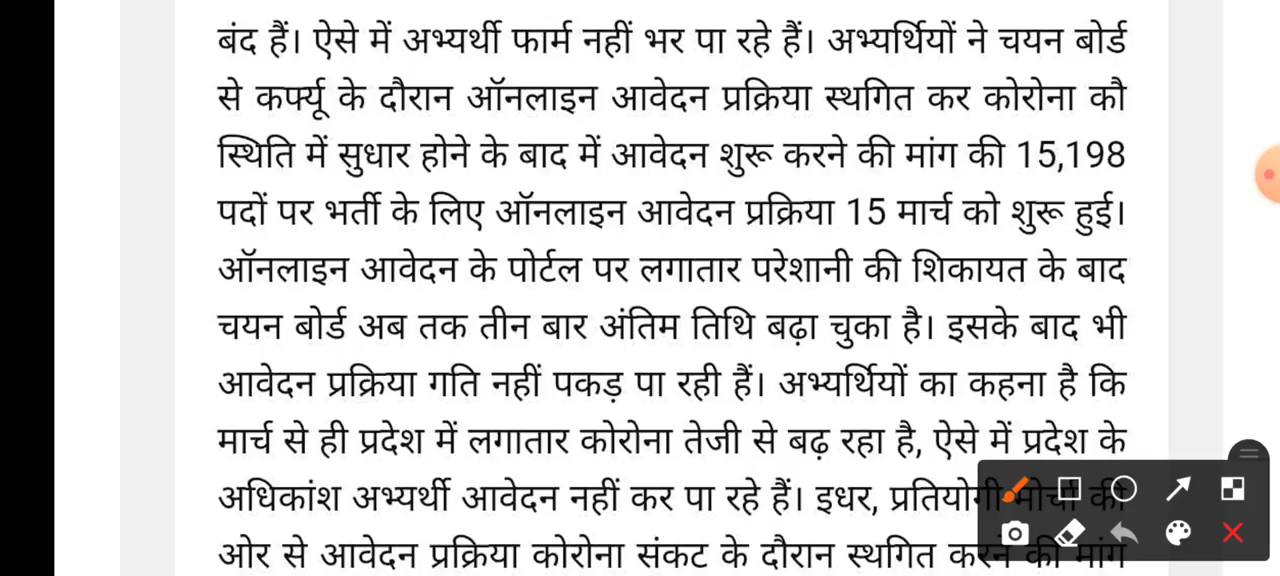 बंद हैं। ऐसे में अभ्यर्थी फार्म नहीं भर पा रहे हैं। अभ्यर्थियों ने चयन बोर्ड
से कर्फ्यू के दौरान ऑनलाइन आवेदन प्रक्रिया स्थगित कर कोरोना कौ
स्थिति में सुधार होने के बाद में आवेदन शुरू करने की मांग की 15,198
पदों पर भर्ती के लिए ऑनलाइन आवेदन प्रक्रिया 15 मार्च को शुरू हुई।
ऑनलाइन आवेदन के पोर्टल पर लगातार परेशानी की शिकायत के बाद
चयन बोर्ड अब तक तीन बार अंतिम तिथि बढ़ा चुका है। इसके बाद भी
आवेदन प्रक्रिया गति नहीं पकड़ पा रही हैं। अभ्यर्थियों का कहना है कि
मार्च से ही प्रदेश में लगातार कोरोना तेजी से बढ़ रहा है, ऐसे में प्रदेश के
अधिकांश अभ्यर्थी आवेदन नहीं कर पा रहे हैं। इधर, प्रतियोगी मोर्चा की
ओर से आवेदन प्रक्रिया कोरोना संकट के दौरान स्थगित करने की मांग